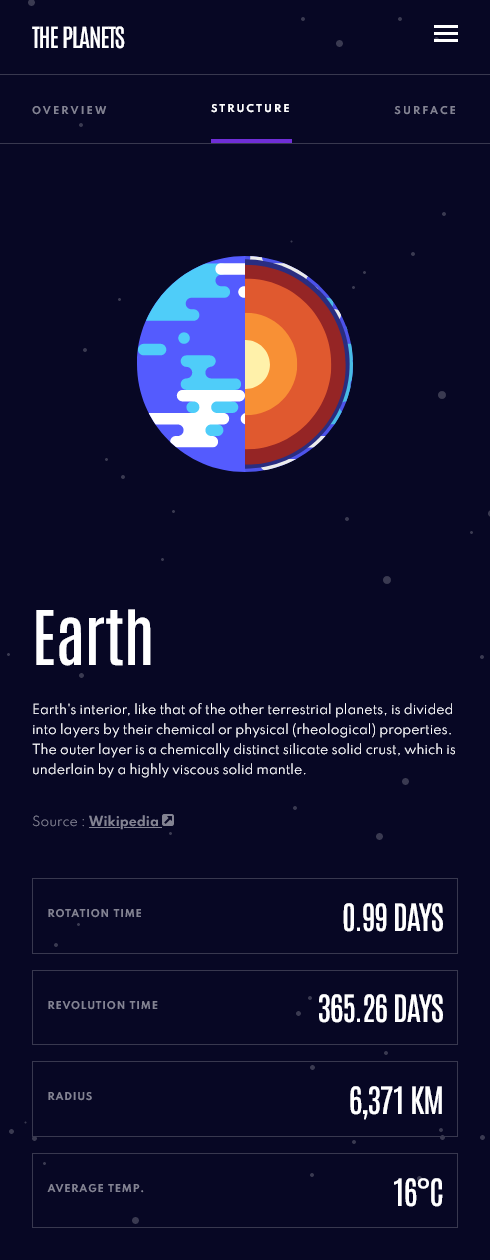 THE PLANETS
OVERVIEW
STRUCTURE
SURFACE
Earth
Earth's interior, like that of the other terrestrial planets, is divided
into layers by their chemical or physical (rheological) properties.
The outer layer is a chemically distinct silicate solid crust, which is
underlain by a highly viscous solid mantle.
Source : Wikipedia
ROTATION TIME
0.99 DAYS
REVOLUTION TIME
365.26 DAYS
RADIUS
6,371 KM
AVERAGE TEMP.
16°C